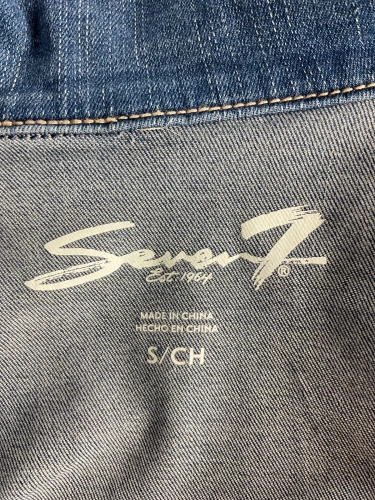 Seven7®
Est. 1964
MADE IN CHINA
HECHO EN CHINA
S/CH